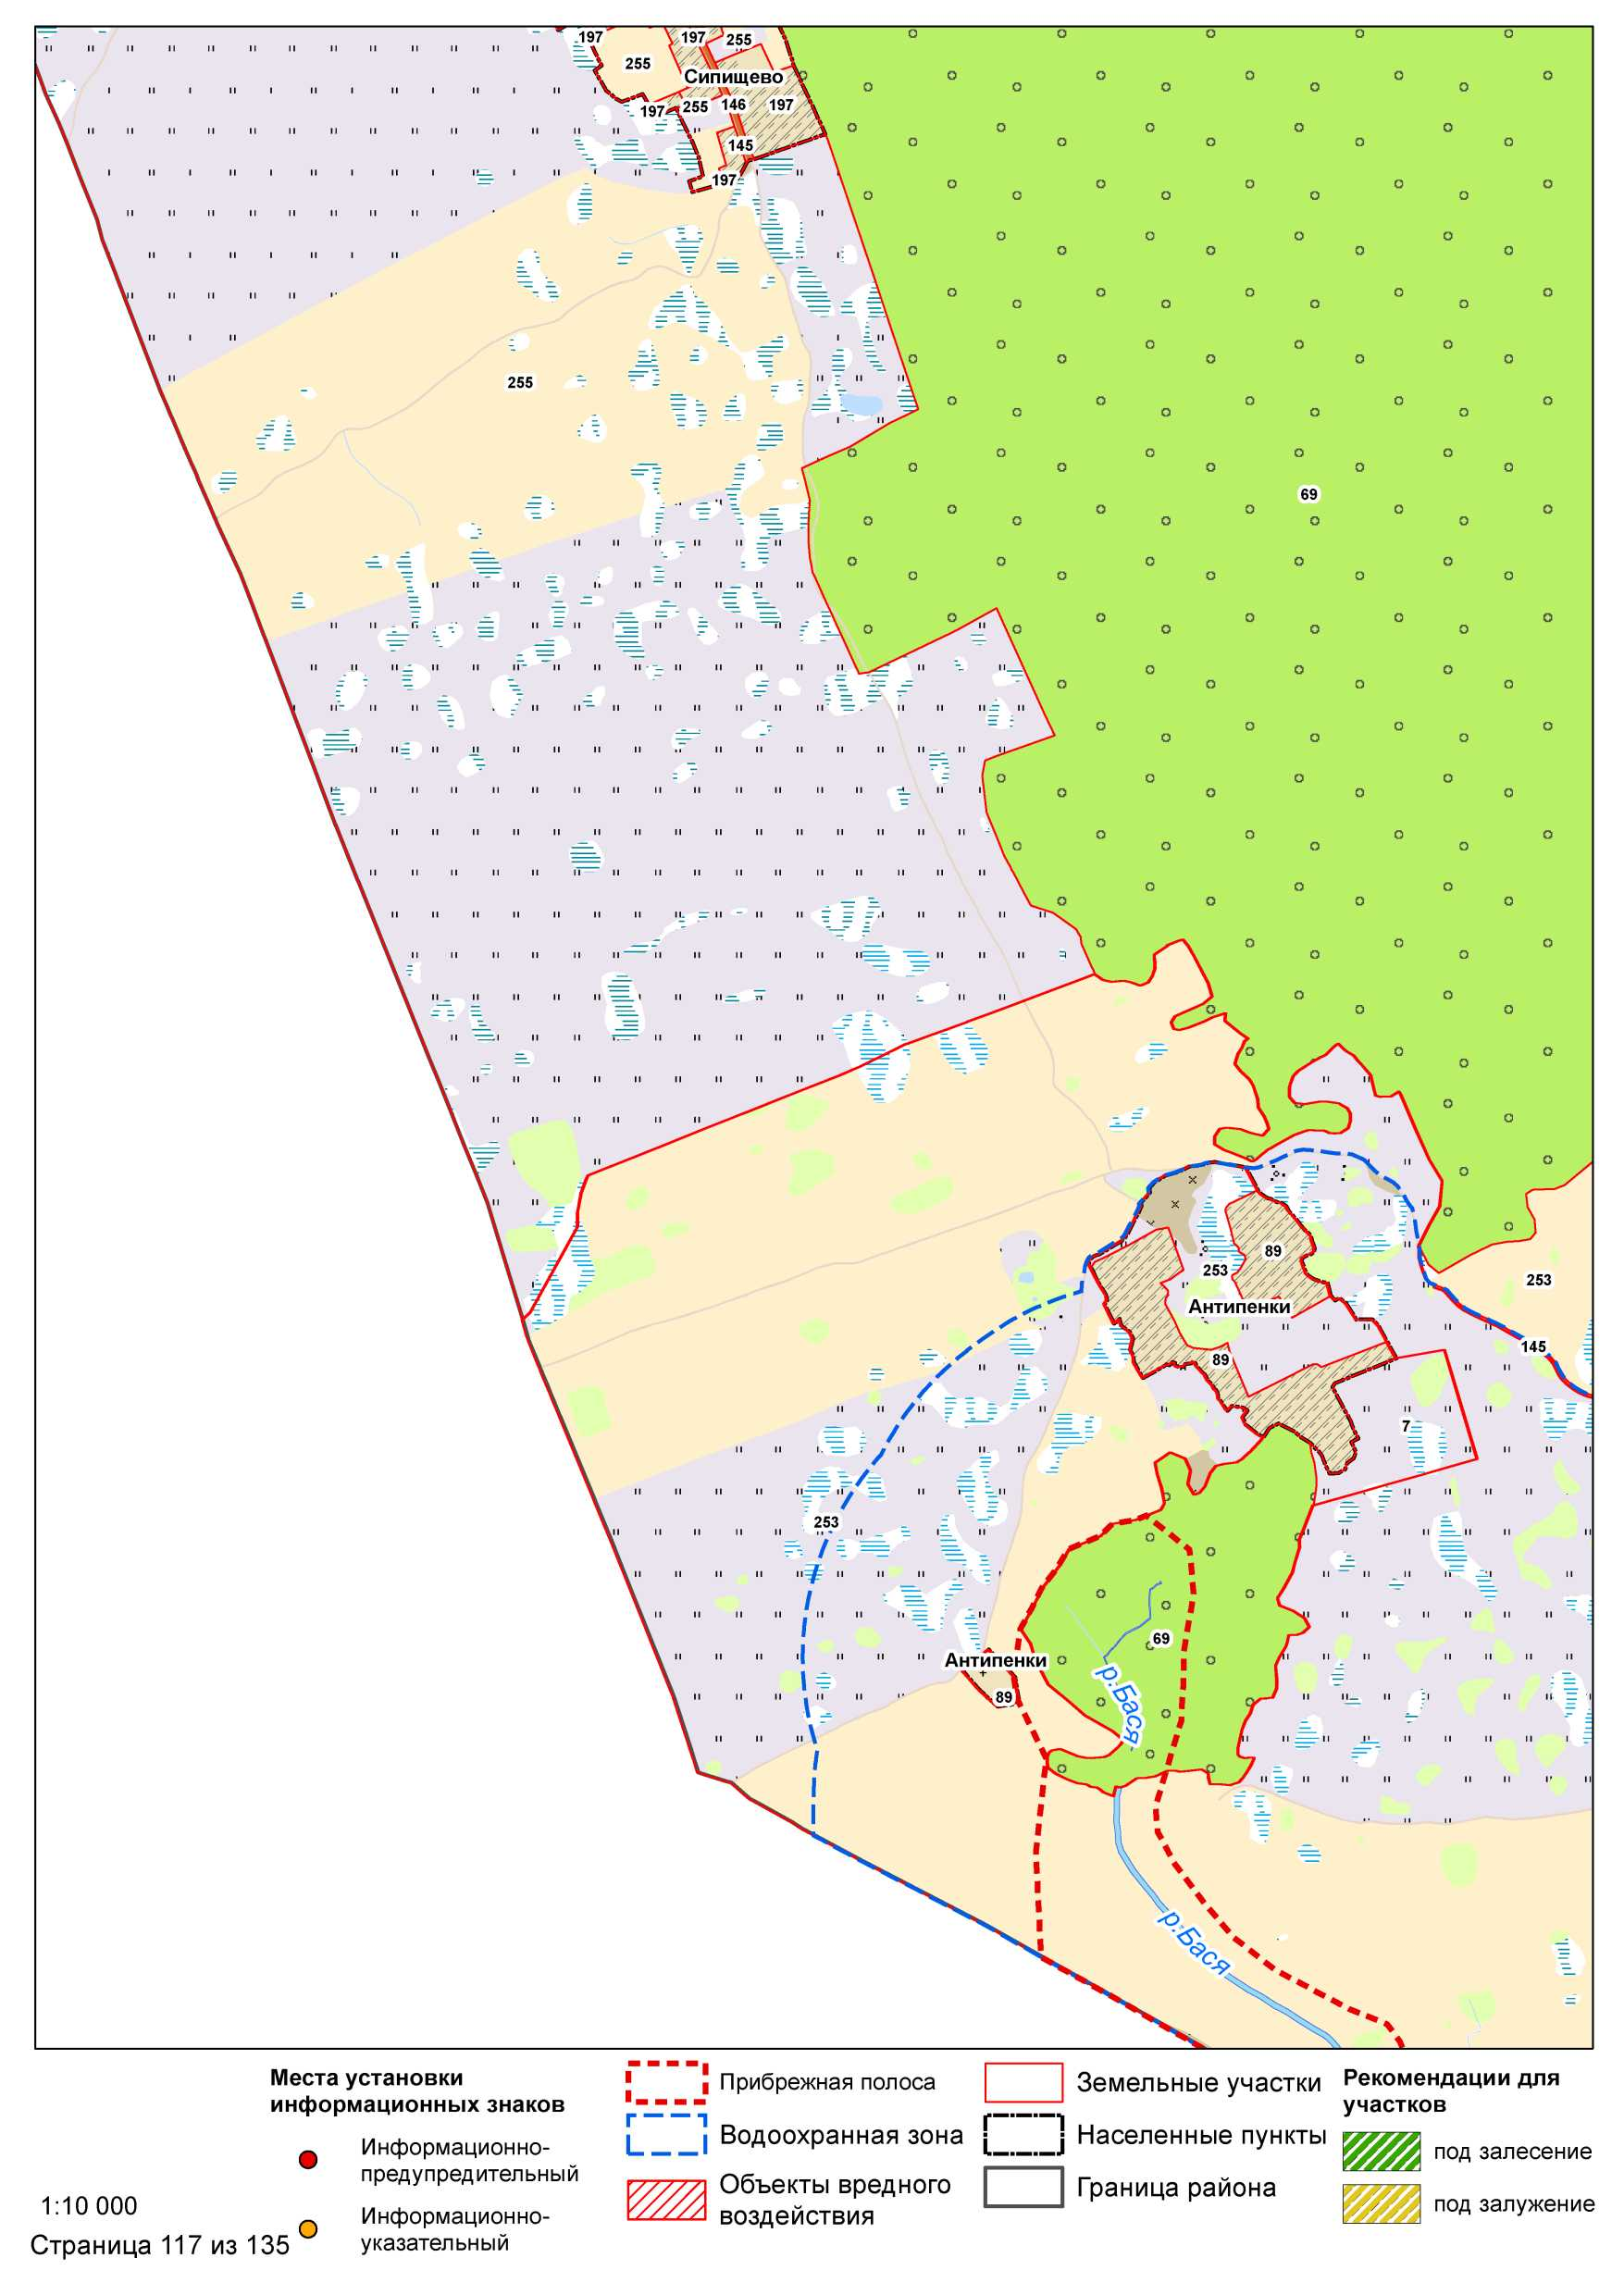 197
197
255
255
Сипищево
197
255
146
197
145
197
255
69
89
253
253
Антипенки
145
89
7
253
69
Антипенки
89
р.Бася
р.Бася
Места установки
информационных знаков
Информационно-
предупредительный
Информационно-
указательный
Прибрежная полоса
Водоохранная зона
Объекты вредного
воздействия
Земельные участки
Населенные пункты
Граница района
Рекомендации для
участков
под залесение
под залужение
1:10 000
Страница 117 из 135